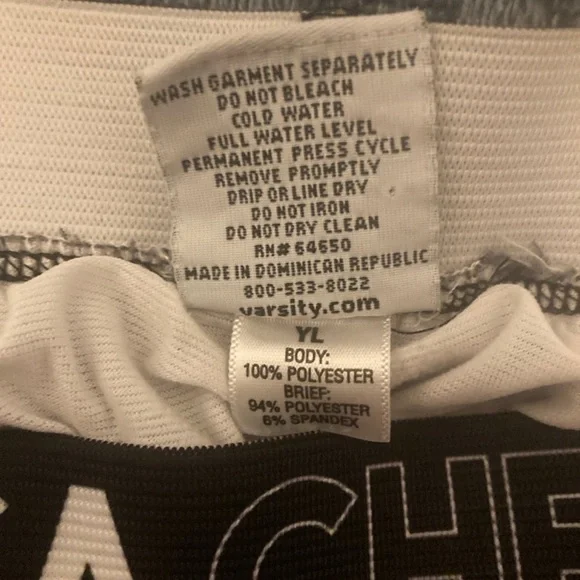 WASH GARMENT SEPARATELY
DO NOT BLEACH
COLD WATER
FULL WATER LEVEL
PERMANENT PRESS CYCLE
REMOVE PROMPTLY
DRIP OR LINE DRY
DO NOT IRON
DO NOT DRY CLEAN
RN# 64650
MADE IN DOMINICAN REPUBLIC
800-533-8022
varsity.com
YL
BODY:
100% POLYESTER
BRIEF:
94% POLYESTER
6% SPANDEX
A CHE